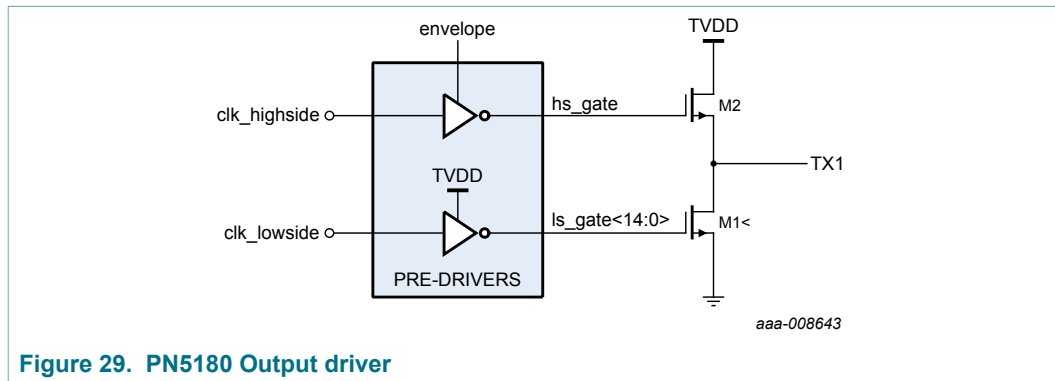 envelope
TVDD
clk_highside
hs_gate
M2
TVDD
TX1
clk_lowside
ls_gate<14:0>
M1<
PRE-DRIVERS
aaa-008643
Figure 29. PN5180 Output driver